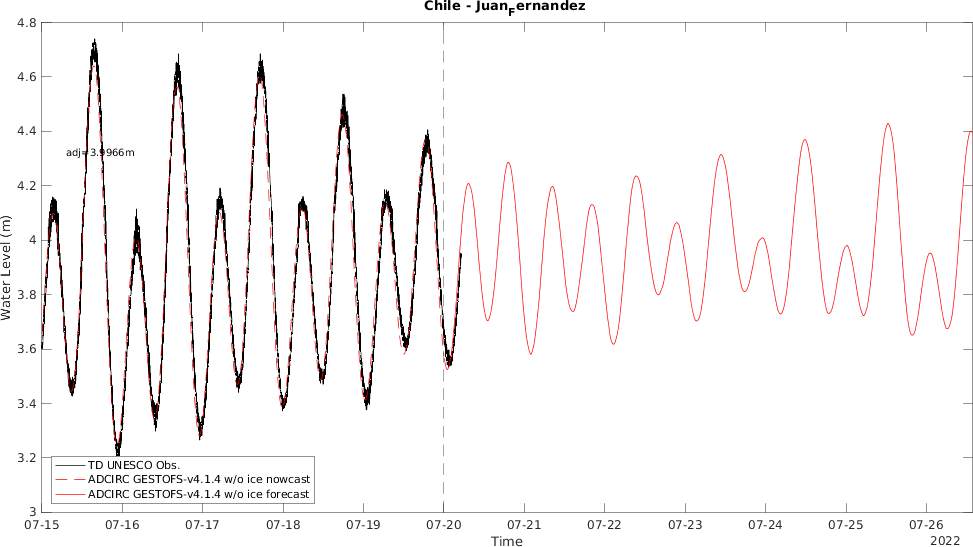 Chile - JuanFernandez
4.8
4.6
4.4
4.2
4
3.8
3.6
3.4
3.2
3
Water Level (m)
adj=3.9966m
TD UNESCO Obs.
ADCIRC GESTOFS-v4.1.4 w/o ice nowcast
ADCIRC GESTOFS-v4.1.4 w/o ice forecast
07-15 07-16 07-17 07-18 07-19 07-20 07-21 07-22 07-23 07-24 07-25 07-26
Time
2022